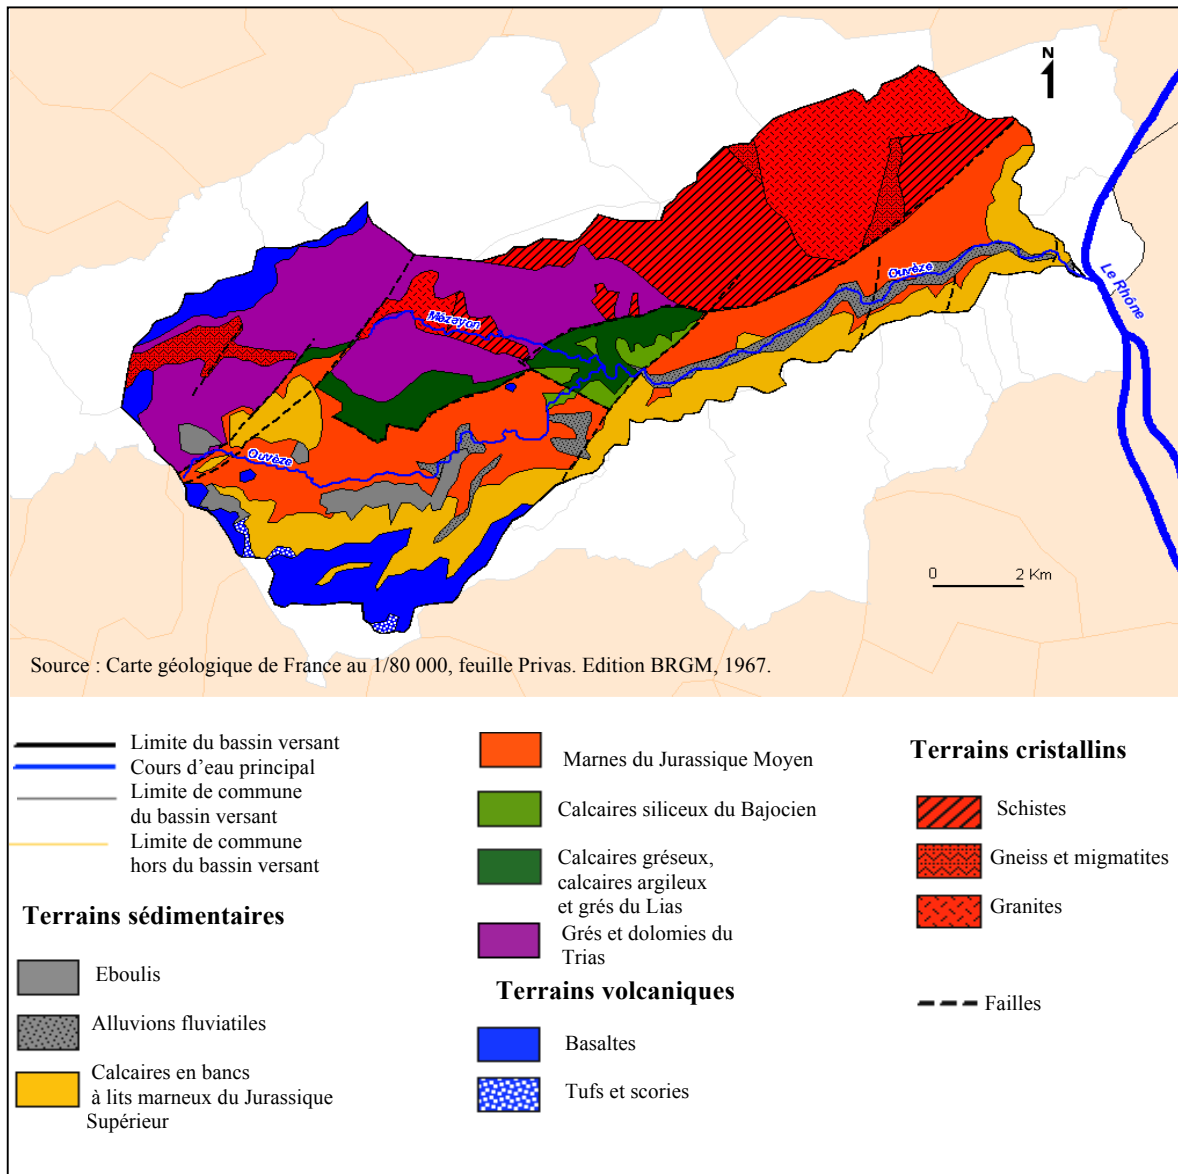 N
Ouvèze
Le Rhône
Mézayon
Ouvèze
0 2 Km
Source : Carte géologique de France au 1/80 000, feuille Privas. Edition BRGM, 1967.
Limite du bassin versant
Cours d'eau principal
Limite de commune
du bassin versant
Limite de commune
hors du bassin versant
Terrains sédimentaires
Eboulis
Alluvions fluviatiles
Calcaires en bancs
à lits marneux du Jurassique
Supérieur
Marnes du Jurassique Moyen
Calcaires siliceux du Bajocien
Calcaires gréseux,
calcaires argileux
et grés du Lias
Grés et dolomies du
Trias
Terrains volcaniques
Basaltes
Tufs et scories
Terrains cristallins
Schistes
Gneiss et migmatites
Granites
Failles